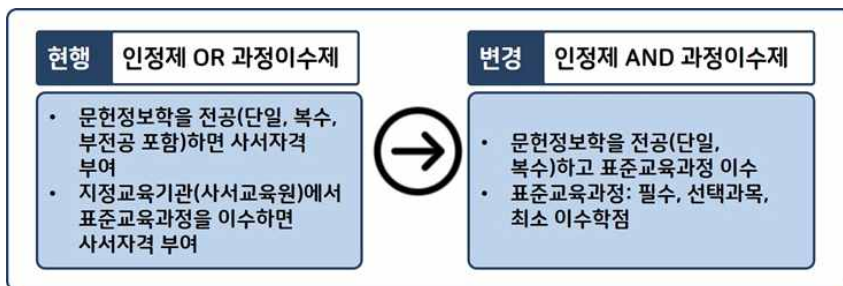 현행 인정제 OR 과정이수제
• 문헌정보학을 전공(단일, 복수,
부전공 포함)하면 사서자격
부여
• 지정교육기관(사서교육원)에서
표준교육과정을 이수하면
사서자격 부여
변경 인정제 AND 과정이수제
• 문헌정보학을 전공(단일,
복수)하고 표준교육과정 이수
• 표준교육과정: 필수, 선택과목,
최소 이수학점